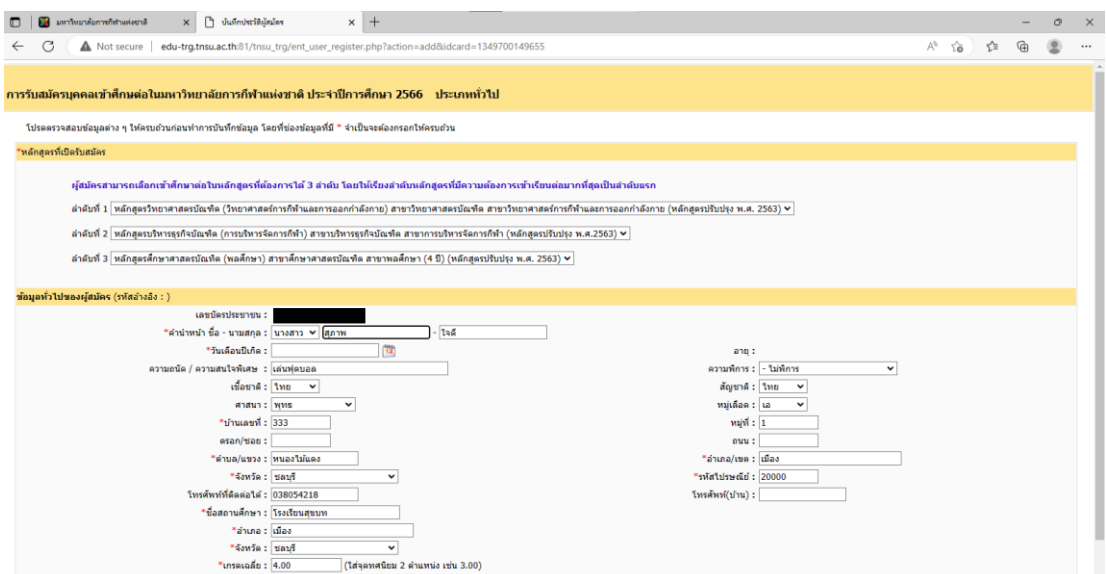 มหาวิทยาลัยการกีฬาแห่งชาติ
บันทึกประวัติผู้สมัคร
Not secure | edu-trg.tnsu.ac.th:81/tnsu_trg/ent_user_register.php?action=add&idcard=1349700149655
การรับสมัครบุคคลเข้าศึกษาต่อในมหาวิทยาลัยการกีฬาแห่งชาติ ประจำปีการศึกษา 2566 ประเภททั่วไป
โปรดตรวจสอบข้อมูลต่าง ๆ ให้ครบถ้วนก่อนทำการบันทึกข้อมูล โดยที่ช่องข้อมูลที่มี * จำเป็นจะต้องกรอกให้ครบถ้วน
*หลักสูตรที่เปิดรับสมัคร
ผู้สมัครสามารถเลือกเข้าศึกษาต่อในหลักสูตรที่ต้องการได้ 3 ลำดับ โดยให้เรียงลำดับหลักสูตรที่มีความต้องการเข้าเรียนต่อมากที่สุดเป็นลำดับแรก
ลำดับที่ 1 หลักสูตรวิทยาศาสตรบัณฑิต (วิทยาศาสตร์การกีฬาและการออกกำลังกาย) สาขาวิทยาศาสตรบัณฑิต สาขาวิทยาศาสตร์การกีฬาและการออกกำลังกาย (หลักสูตรปรับปรุง พ.ศ. 2563)
ลำดับที่ 2 หลักสูตรบริหารธุรกิจบัณฑิต (การบริหารจัดการกีฬา) สาขาบริหารธุรกิจบัณฑิต สาขาการบริหารจัดการกีฬา (หลักสูตรปรับปรุง พ.ศ.2563)
ลำดับที่ 3 หลักสูตรศึกษาศาสตรบัณฑิต (พลศึกษา) สาขาศึกษาศาสตรบัณฑิต สาขาพลศึกษา (4 ปี) (หลักสูตรปรับปรุง พ.ศ. 2563)
ข้อมูลทั่วไปของผู้สมัคร (รหัสอ้างอิง : )
เลขบัตรประชาชน :
*คำนำหน้า ชื่อ - นามสกุล : นางสาว สุภาพ - ใจดี
*วันเดือนปีเกิด : 12 อายุ :
ความถนัด / ความสนใจพิเศษ : เล่นฟุตบอล ความพิการ : - ไม่พิการ
เชื้อชาติ : ไทย สัญชาติ : ไทย
ศาสนา : พุทธ หมู่เลือด : เอ
*บ้านเลขที่ : 333 หมู่ที่ : 1
ตรอก/ซอย : ถนน :
*ตำบล/แขวง : หนองไม้แดง *อำเภอ/เขต : เมือง
*จังหวัด : ชลบุรี *รหัสไปรษณีย์ : 20000
โทรศัพท์ที่ติดต่อได้ : 038054218 โทรศัพท์(บ้าน) :
*ชื่อสถานศึกษา : โรงเรียนสุขบท
*อำเภอ : เมือง
*จังหวัด : ชลบุรี
*เกรดเฉลี่ย : 4.00 (ใส่จุดทศนิยม 2 ตำแหน่ง เช่น 3.00)